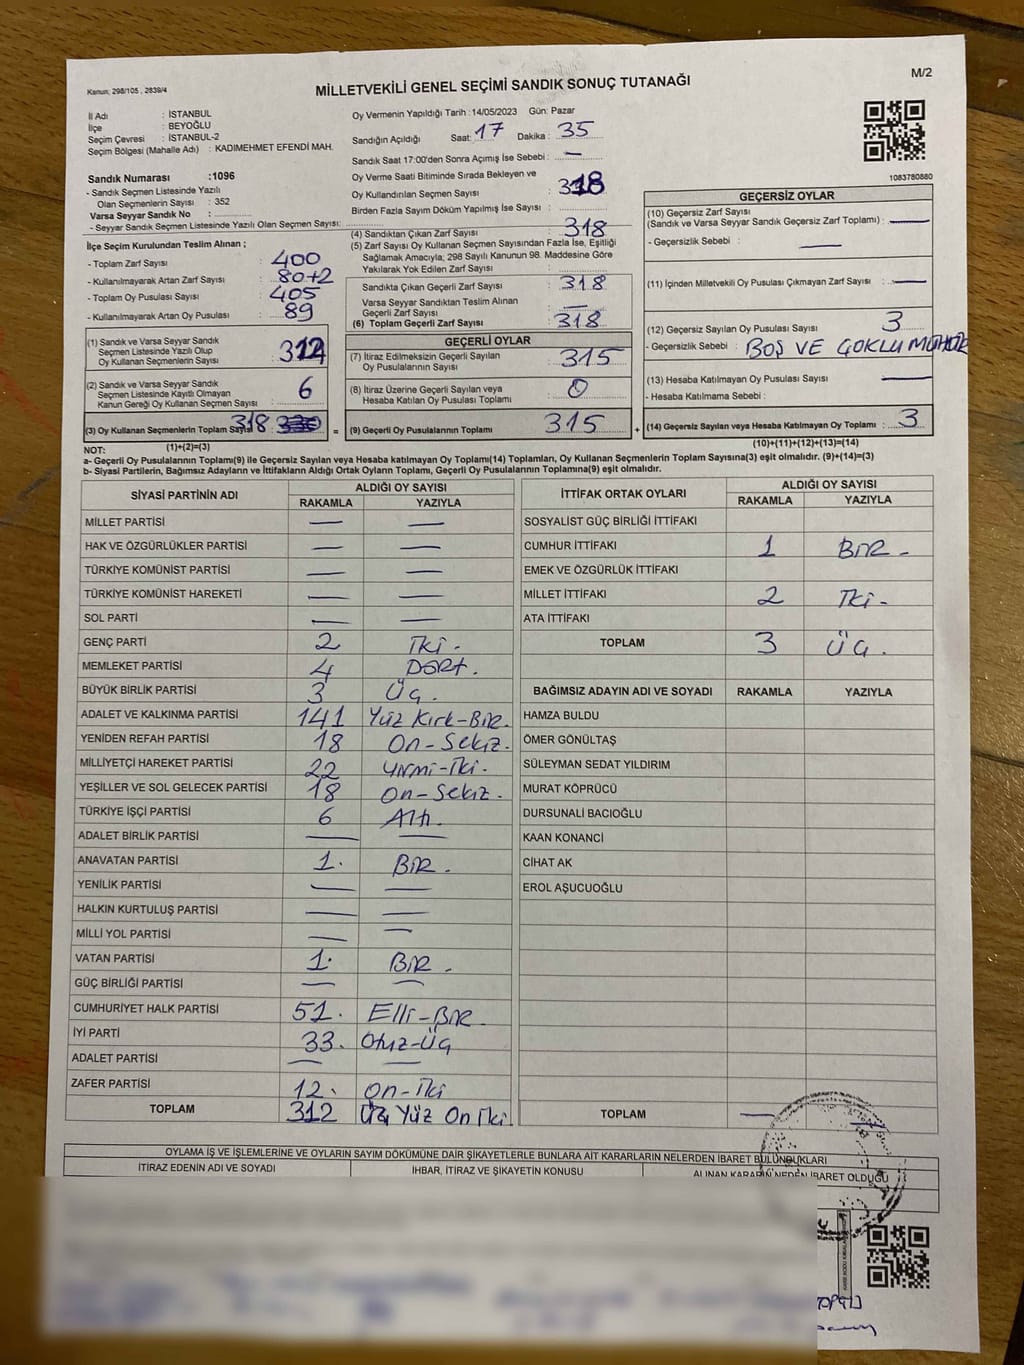 M/2
Kanun: 298/105 , 2839/4
MİLLETVEKİLİ GENEL SEÇİMİ SANDIK SONUÇ TUTANAĞI
İl Adı : İSTANBUL
İlçe : BEYOĞLU
Seçim Çevresi : İSTANBUL-2
Seçim Bölgesi (Mahalle Adı) : KADIMEHMET EFENDİ MAH.
Sandık Numarası :1096
- Sandık Seçmen Listesinde Yazılı
Olan Seçmenlerin Sayısı : 352
Varsa Seyyar Sandık No :
- Seyyar Sandık Seçmen Listesinde Yazılı Olan Seçmen Sayısı:
İlçe Seçim Kurulundan Teslim Alınan ;
- Toplam Zarf Sayısı : 400
- Kullanılmayarak Artan Zarf Sayısı : 80+2
- Toplam Oy Pusulası Sayısı : 405
- Kullanılmayarak Artan Oy Pusulası : 89
(1) Sandık ve Varsa Seyyar Sandık
Seçmen Listesinde Yazılı Olup
Oy Kullanan Seçmenlerin Sayısı : 312
(2) Sandık ve Varsa Seyyar Sandık
Seçmen Listesinde Kayıtlı Olmayan
Kanun Gereği Oy Kullanan Seçmen Sayısı : 6
(3) Oy Kullanan Seçmenlerin Toplam Sayısı 318
(1)+(2)=(3)
Oy Vermenin Yapıldığı Tarih :14/05/2023 Gün: Pazar
Sandığın Açıldığı Saat: 17 Dakika : 35
Sandık Saat 17:00'den Sonra Açımış İse Sebebi : —
Oy Verme Saati Bitiminde Sırada Bekleyen ve
Oy Kullandırılan Seçmen Sayısı : 318
Birden Fazla Sayım Döküm Yapılmış İse Sayısı :
(4) Sandıktan Çıkan Zarf Sayısı : 318
(5) Zarf Sayısı Oy Kullanan Seçmen Sayısından Fazla İse, Eşitliği
Sağlamak Amacıyla; 298 Sayılı Kanunun 98. Maddesine Göre
Yakılarak Yok Edilen Zarf Sayısı :
Sandıkta Çıkan Geçerli Zarf Sayısı : 318
Varsa Seyyar Sandıktan Teslim Alınan
Geçerli Zarf Sayısı : —
(6) Toplam Geçerli Zarf Sayısı : 318
GEÇERLİ OYLAR
(7) İtiraz Edilmeksizin Geçerli Sayılan
Oy Pusulalarının Sayısı : 315
(8) İtiraz Üzerine Geçerli Sayılan veya
Hesaba Katılan Oy Pusulası Toplamı : 0
= (9) Geçerli Oy Pusulalarının Toplamı : 315
1083780880
GEÇERSİZ OYLAR
(10) Geçersiz Zarf Sayısı
(Sandık ve Varsa Seyyar Sandık Geçersiz Zarf Toplamı) : —
- Geçersizlik Sebebi : —
(11) İçinden Milletvekili Oy Pusulası Çıkmayan Zarf Sayısı : —
(12) Geçersiz Sayılan Oy Pusulası Sayısı : 3
- Geçersizlik Sebebi : BOŞ VE ÇOKLU MÜHÜR
(13) Hesaba Katılmayan Oy Pusulası Sayısı —
- Hesaba Katılmama Sebebi :
+ (14) Geçersiz Sayılan veya Hesaba Katılmayan Oy Toplamı : 3
(10)+(11)+(12)+(13)=(14)
NOT:
a- Geçerli Oy Pusulalarının Toplamı(9) ile Geçersiz Sayılan veya Hesaba katılmayan Oy Toplamı(14) Toplamları, Oy Kullanan Seçmenlerin Toplam Sayısına(3) eşit olmalıdır. (9)+(14)=(3)
b- Siyasi Partilerin, Bağımsız Adayların ve İttifakların Aldığı Ortak Oyların Toplamı, Geçerli Oy Pusulalarının Toplamına(9) eşit olmalıdır.
SİYASİ PARTİNİN ADI ALDIĞI OY SAYISI
RAKAMLA YAZIYLA
MİLLET PARTİSİ — —
HAK VE ÖZGÜRLÜKLER PARTİSİ — —
TÜRKİYE KOMÜNİST PARTİSİ — —
TÜRKİYE KOMÜNİST HAREKETİ — —
SOL PARTİ — —
GENÇ PARTİ 2 İki.
MEMLEKET PARTİSİ 4 DÖRT.
BÜYÜK BİRLİK PARTİSİ 3 Üç.
ADALET VE KALKINMA PARTİSİ 141 Yüz Kırk-Bir.
YENİDEN REFAH PARTİSİ 18 On-Sekiz.
MİLLİYETÇİ HAREKET PARTİSİ 22 Yirmi-İki.
YEŞİLLER VE SOL GELECEK PARTİSİ 18 On-Sekiz.
TÜRKİYE İŞÇİ PARTİSİ 6 Altı.
ADALET BİRLİK PARTİSİ — —
ANAVATAN PARTİSİ 1. BİR.
YENİLİK PARTİSİ — —
HALKIN KURTULUŞ PARTİSİ — —
MİLLİ YOL PARTİSİ — —
VATAN PARTİSİ 1. BİR.
GÜÇ BİRLİĞİ PARTİSİ — —
CUMHURİYET HALK PARTİSİ 51. Elli-BİR.
İYİ PARTİ 33. Otuz-Üç
ADALET PARTİSİ — —
ZAFER PARTİSİ 12. On-İki
TOPLAM 312 Üç Yüz On İki.
İTTİFAK ORTAK OYLARI ALDIĞI OY SAYISI
RAKAMLA YAZIYLA
SOSYALİST GÜÇ BİRLİĞİ İTTİFAKI
CUMHUR İTTİFAKI 1 BİR -
EMEK VE ÖZGÜRLÜK İTTİFAKI
MİLLET İTTİFAKI 2 İki -
ATA İTTİFAKI
TOPLAM 3 ÜÇ.
BAĞIMSIZ ADAYIN ADI VE SOYADI RAKAMLA YAZIYLA
HAMZA BULDU
ÖMER GÖNÜLTAŞ
SÜLEYMAN SEDAT YILDIRIM
MURAT KÖPRÜCÜ
DURSUNALİ BACIOĞLU
KAAN KONANCİ
CİHAT AK
EROL AŞUCUOĞLU
TOPLAM —
OYLAMA İŞ VE İŞLEMLERİNE VE OYLARIN SAYIM DÖKÜMÜNE DAİR ŞİKAYETLERLE BUNLARA AİT KARARLARIN NELERDEN İBARET BULUNDUKLARI
İTİRAZ EDENİN ADI VE SOYADI İHBAR, İTİRAZ VE ŞİKAYETİN KONUSU ALINAN KARARIN NEDEN İBARET OLDUĞU